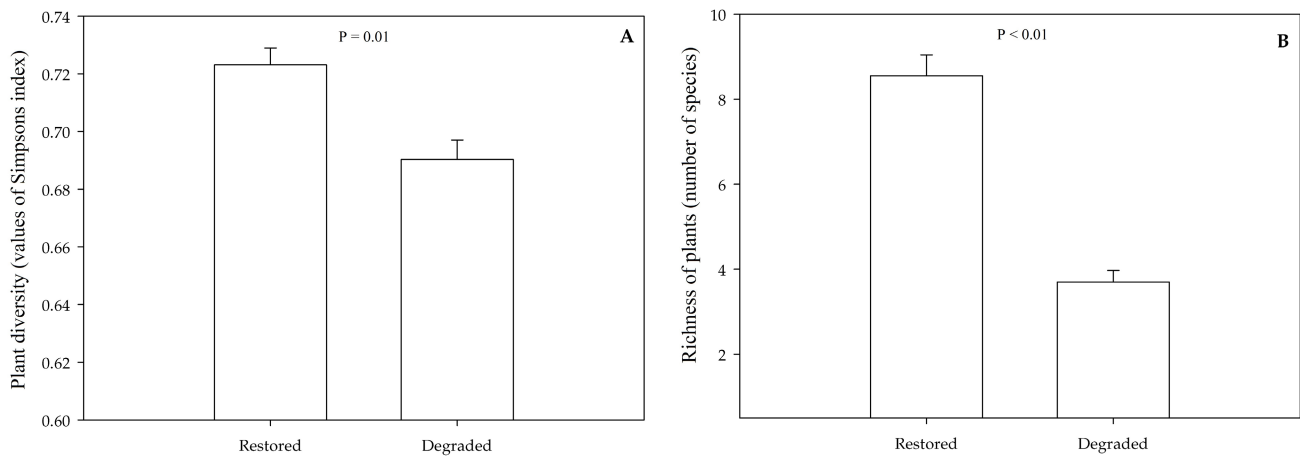 Plant diversity (values of Simpsons index)
0.74
0.72
0.70
0.68
0.66
0.64
0.62
0.60
P = 0.01
A
Restored
Degraded
Richness of plants (number of species)
10
8
6
4
2
P < 0.01
B
Restored
Degraded